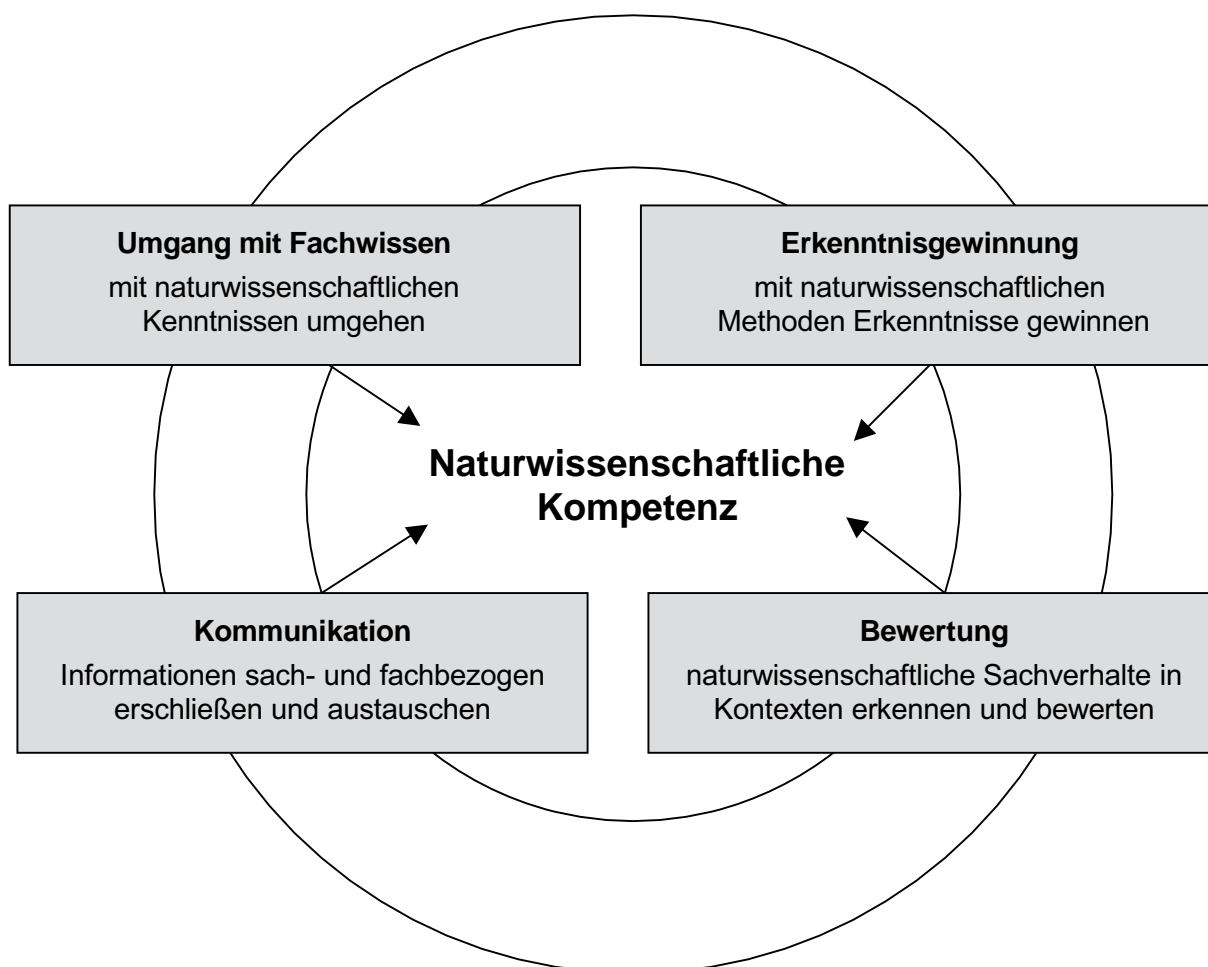 Umgang mit Fachwissen
mit naturwissenschaftlichen
Kenntnissen umgehen
Erkenntnisgewinnung
mit naturwissenschaftlichen
Methoden Erkenntnisse gewinnen
Naturwissenschaftliche
Kompetenz
Kommunikation
Informationen sach- und fachbezogen
erschließen und austauschen
Bewertung
naturwissenschaftliche Sachverhalte in
Kontexten erkennen und bewerten